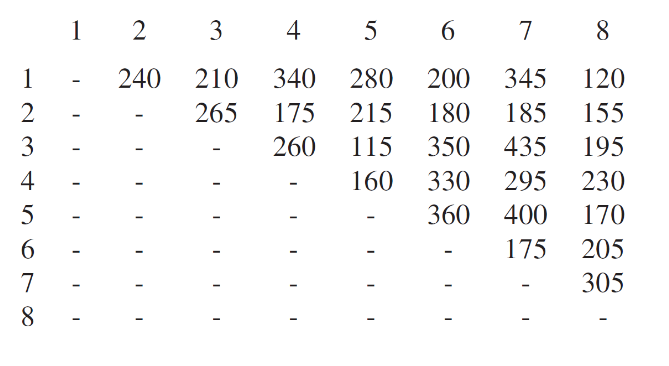 1 2 3 4 5 6 7 8
1 - 240 210 340 280 200 345 120
2 - - 265 175 215 180 185 155
3 - - - 260 115 350 435 195
4 - - - - 160 330 295 230
5 - - - - - 360 400 170
6 - - - - - - 175 205
7 - - - - - - - 305
8 - - - - - - - -